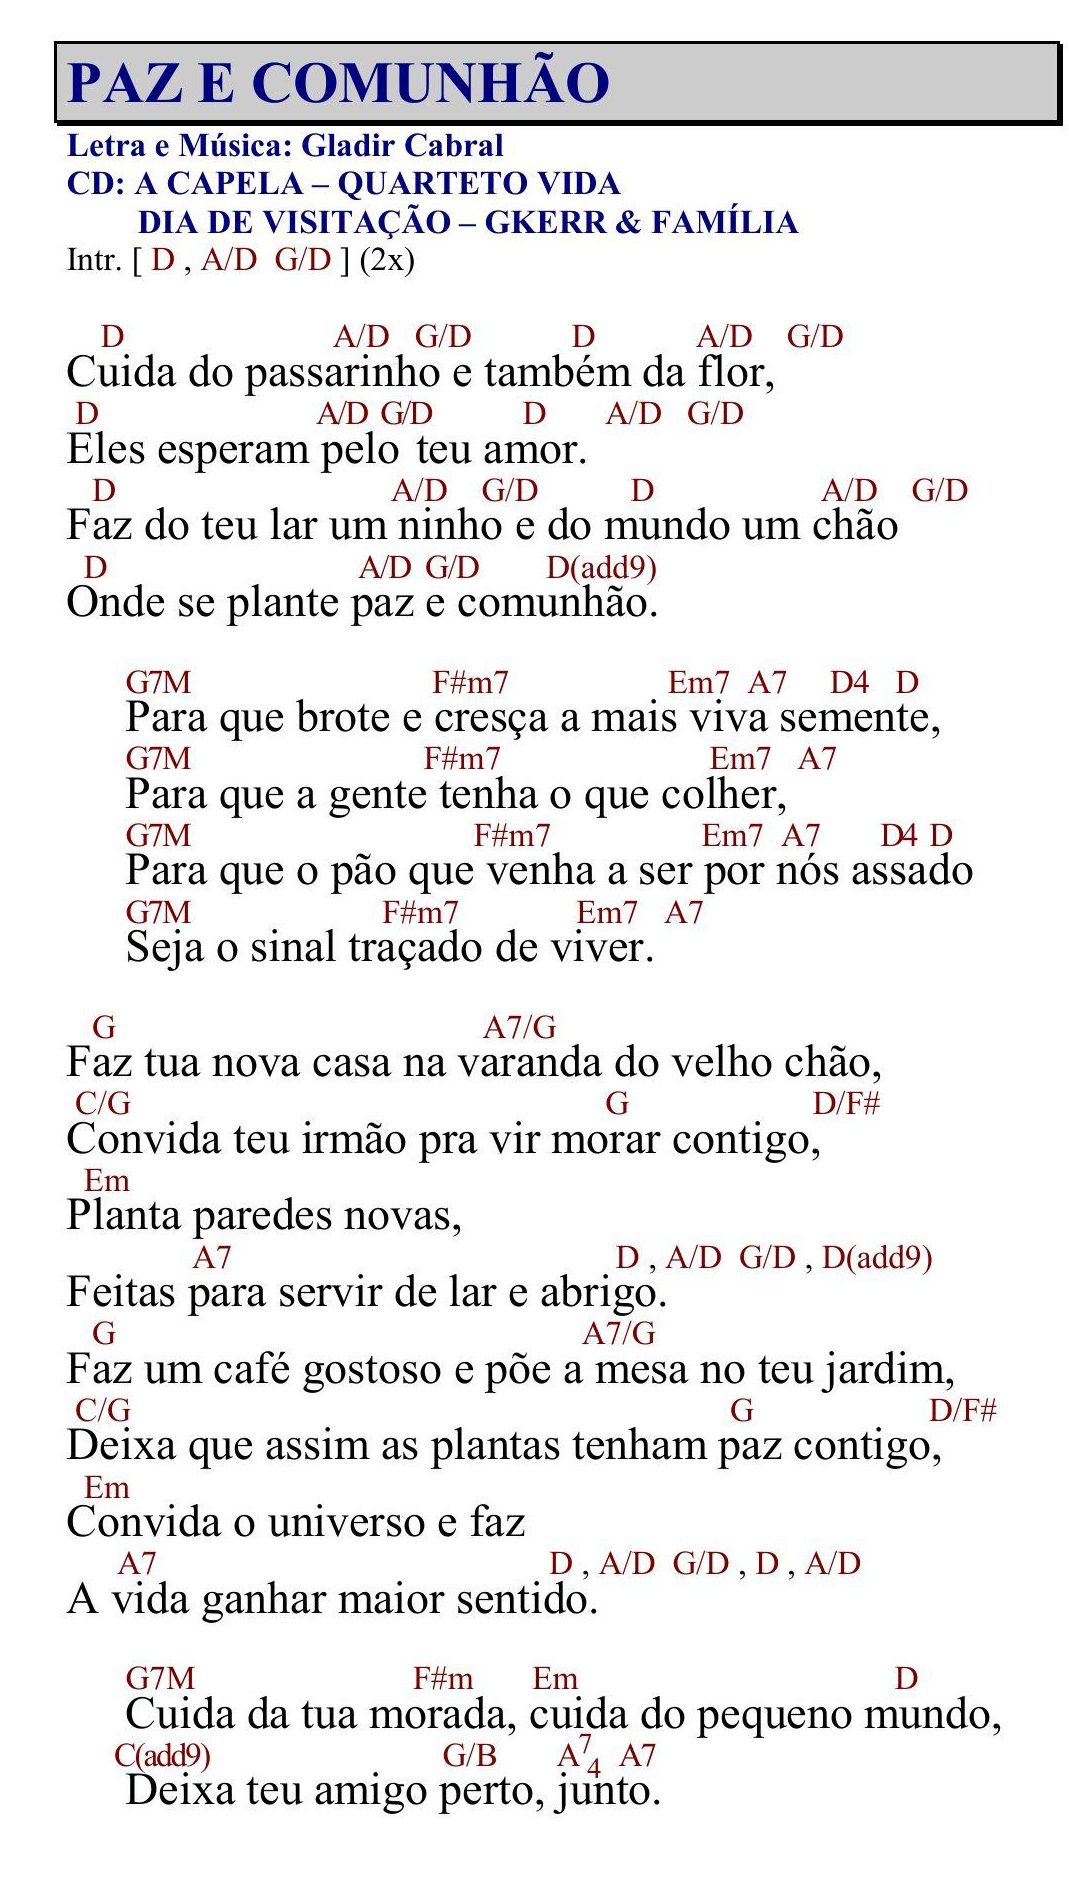 PAZ E COMUNHÃO
Letra e Música: Gladir Cabral
CD: A CAPELA – QUARTETO VIDA
DIA DE VISITAÇÃO – GKERR & FAMÍLIA
Intr. [ D , A/D G/D ] (2x)
D A/D G/D D A/D G/D
Cuida do passarinho e também da flor,
D A/D G/D D A/D G/D
Eles esperam pelo teu amor.
D A/D G/D D A/D G/D
Faz do teu lar um ninho e do mundo um chão
D A/D G/D D(add9)
Onde se plante paz e comunhão.
G7M F#m7 Em7 A7 D4 D
Para que brote e cresça a mais viva semente,
G7M F#m7 Em7 A7
Para que a gente tenha o que colher,
G7M F#m7 Em7 A7 D4 D
Para que o pão que venha a ser por nós assado
G7M F#m7 Em7 A7
Seja o sinal traçado de viver.
G A7/G
Faz tua nova casa na varanda do velho chão,
C/G G D/F#
Convida teu irmão pra vir morar contigo,
Em
Planta paredes novas,
A7 D , A/D G/D , D(add9)
Feitas para servir de lar e abrigo.
G A7/G
Faz um café gostoso e põe a mesa no teu jardim,
C/G G D/F#
Deixa que assim as plantas tenham paz contigo,
Em
Convida o universo e faz
A7 D , A/D G/D , D , A/D
A vida ganhar maior sentido.
G7M F#m Em D
Cuida da tua morada, cuida do pequeno mundo,
C(add9) G/B A74 A7
Deixa teu amigo perto, junto.